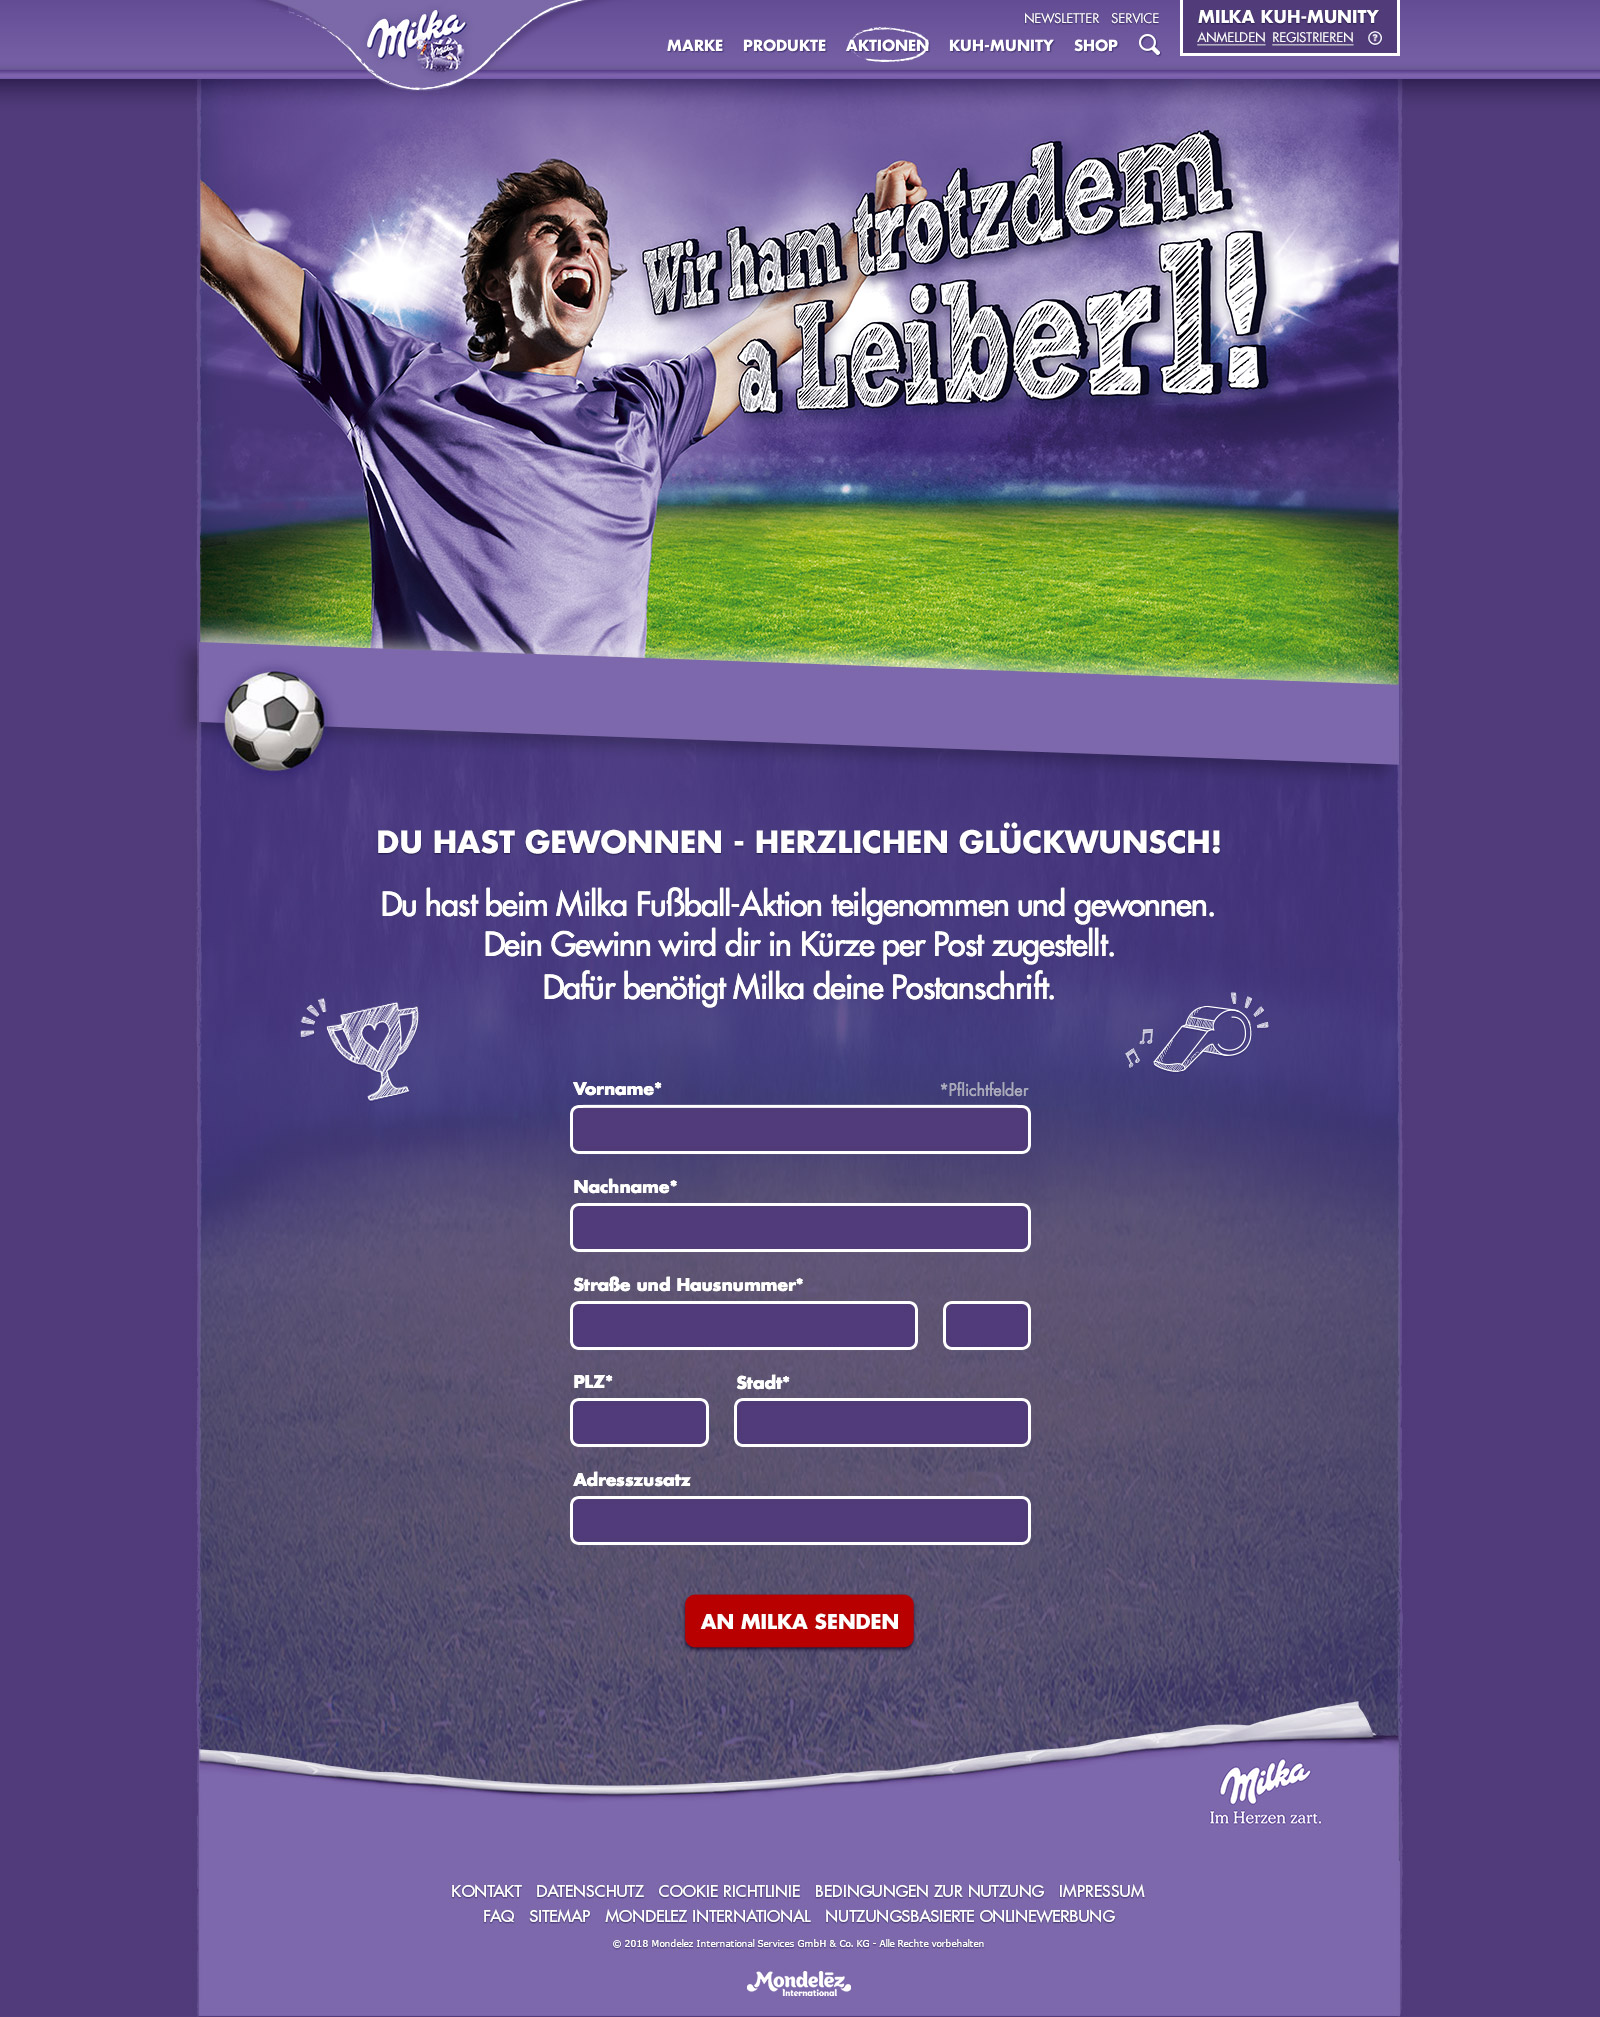 Milka
Milka
NEWSLETTER SERVICE
MARKE PRODUKTE AKTIONEN KUH-MUNITY SHOP
MILKA KUH-MUNITY
ANMELDEN REGISTRIEREN ?
Wir ham trotzdem
a Leiberl!
DU HAST GEWONNEN - HERZLICHEN GLÜCKWUNSCH!
Du hast beim Milka Fußball-Aktion teilgenommen und gewonnen.
Dein Gewinn wird dir in Kürze per Post zugestellt.
Dafür benötigt Milka deine Postanschrift.
Vorname* *Pflichtfelder
Nachname*
Straße und Hausnummer*
PLZ* Stadt*
Adresszusatz
AN MILKA SENDEN
Milka
Im Herzen zart.
KONTAKT DATENSCHUTZ COOKIE RICHTLINIE BEDINGUNGEN ZUR NUTZUNG IMPRESSUM
FAQ SITEMAP MONDELEZ INTERNATIONAL NUTZUNGSBASIERTE ONLINEWERBUNG
© 2018 Mondelez International Services GmbH & Co. KG - Alle Rechte vorbehalten
Mondelēz
International